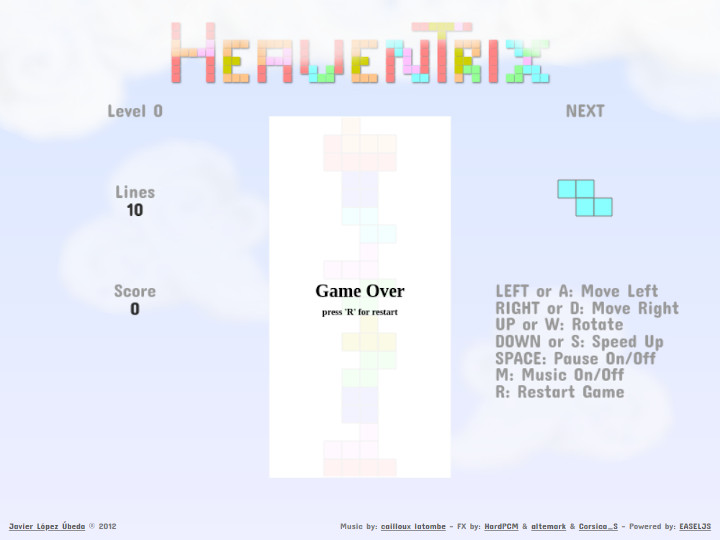 HEAVENTRIX
Level 0
NEXT
Lines
10
Score
0
Game Over
press 'R' for restart
LEFT or A: Move Left
RIGHT or D: Move Right
UP or W: Rotate
DOWN or S: Speed Up
SPACE: Pause On/Off
M: Music On/Off
R: Restart Game
Javier López Úbeda © 2012
Music by: cailloux latombe - FX by: HardPCM & altemark & Corsica_S - Powered by: EASELJS